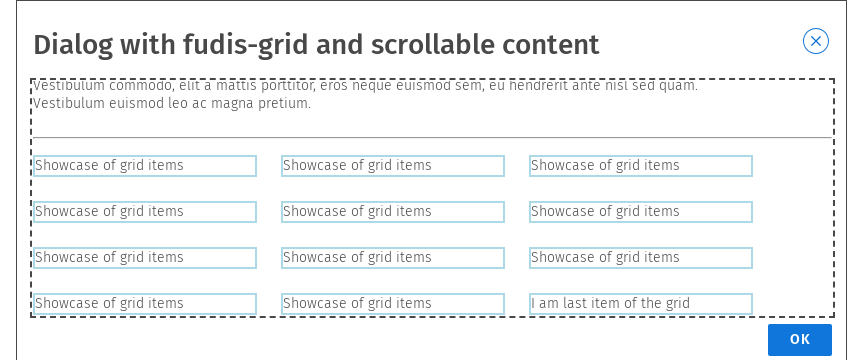 Dialog with fudis-grid and scrollable content
Vestibulum commodo, elit a mattis porttitor, eros neque euismod sem, eu hendrerit ante nisl sed quam.
Vestibulum euismod leo ac magna pretium.
Showcase of grid items Showcase of grid items Showcase of grid items
Showcase of grid items Showcase of grid items Showcase of grid items
Showcase of grid items Showcase of grid items Showcase of grid items
Showcase of grid items Showcase of grid items I am last item of the grid
OK